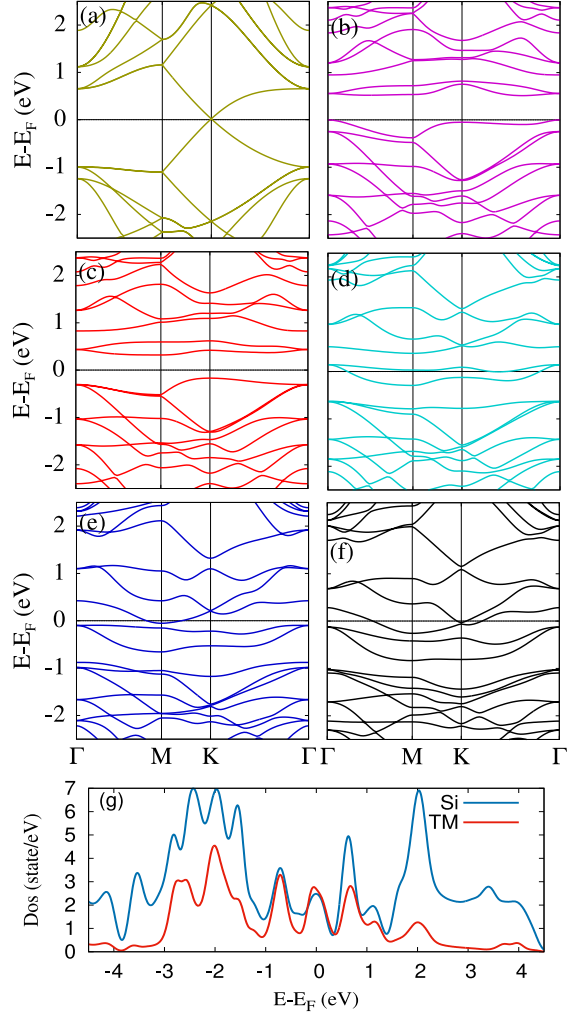 (a) (b)
2
1
0
-1
-2
E-E_F (eV)
(c) (d)
2
1
0
-1
-2
E-E_F (eV)
(e) (f)
2
1
0
-1
-2
E-E_F (eV)
Γ M K Γ Γ M K Γ
(g)
Si
TM
7
6
5
4
3
2
1
0
Dos (state/eV)
-4 -3 -2 -1 0 1 2 3 4
E-E_F (eV)